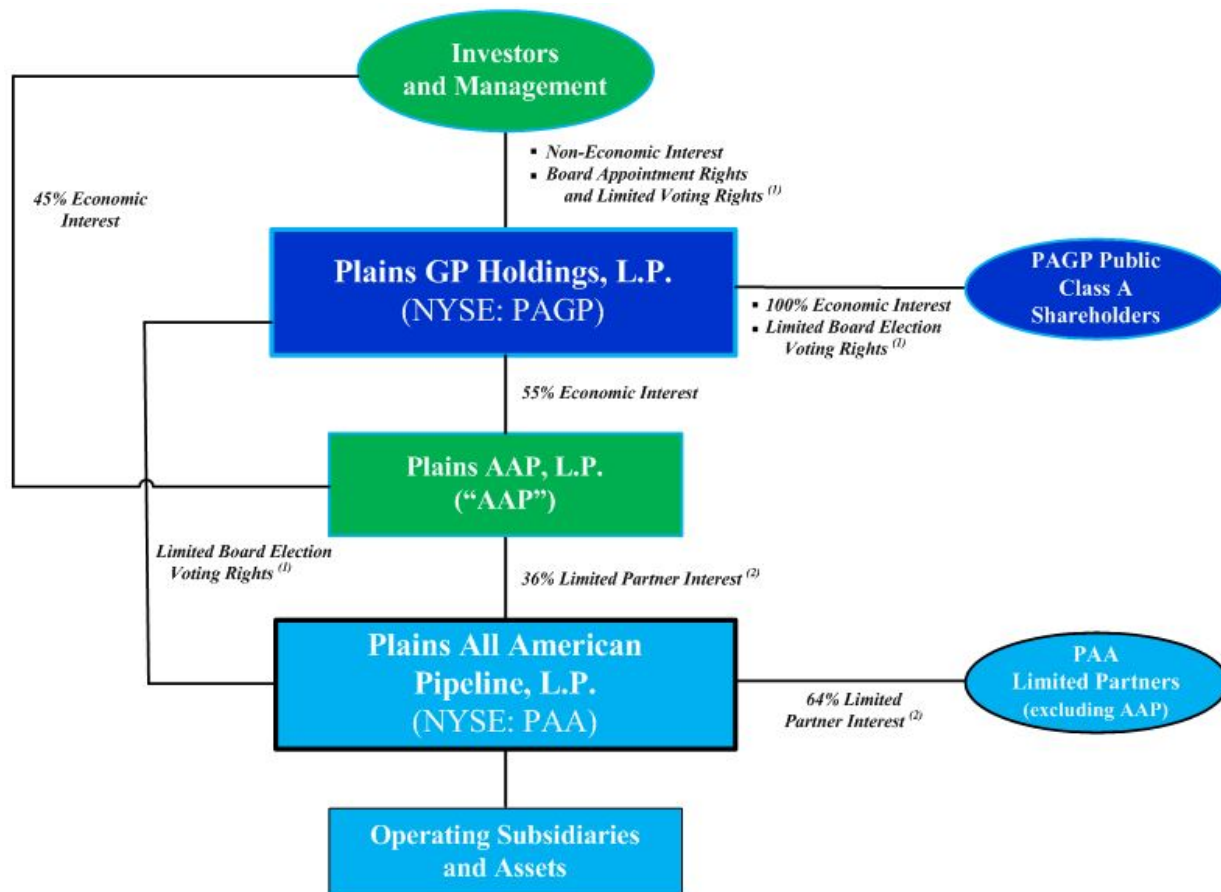 Investors
and Management
▪ Non-Economic Interest
▪ Board Appointment Rights
and Limited Voting Rights (1)
45% Economic
Interest
Plains GP Holdings, L.P.
(NYSE: PAGP)
PAGP Public
Class A
Shareholders
▪ 100% Economic Interest
▪ Limited Board Election
Voting Rights (1)
55% Economic Interest
Plains AAP, L.P.
(“AAP”)
Limited Board Election
Voting Rights (1)
36% Limited Partner Interest (2)
Plains All American
Pipeline, L.P.
(NYSE: PAA)
64% Limited
Partner Interest (2)
PAA
Limited Partners
(excluding AAP)
Operating Subsidiaries
and Assets